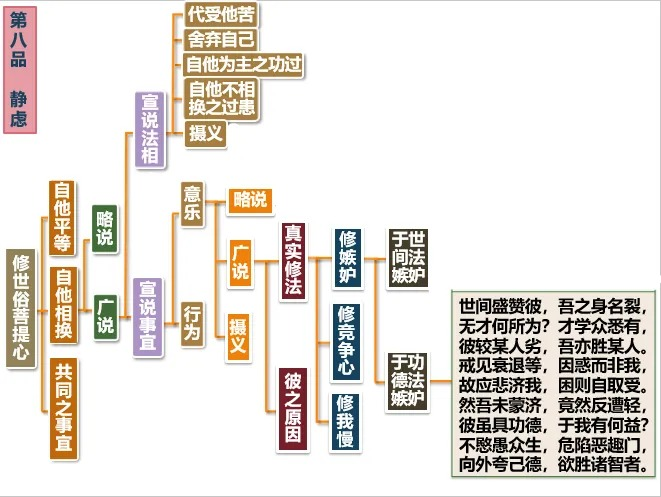 第八品 静虑
代受他苦
舍弃自己
自他为主之功过
自他不相
换之过患
摄义
宣说法相
自他平等
略说
意乐
略说
修世俗菩提心
自他相换
广说
宣说事宜
行为
广说
摄义
真实修法
彼之原因
修嫉妒
修竞争心
修我慢
于世间法嫉妒
于功德法嫉妒
共同之事宜
世间盛赞彼，吾之身名裂，
无才何所为？才学众悉有，
彼较某人劣，吾亦胜某人。
戒见衰退等，因惑而非我，
故应悲济我，困则自取受。
然吾未蒙济，竟然反遭轻，
彼虽具功德，于我有何益？
不愍愚众生，危陷恶趣门，
向外夸己德，欲胜诸智者。